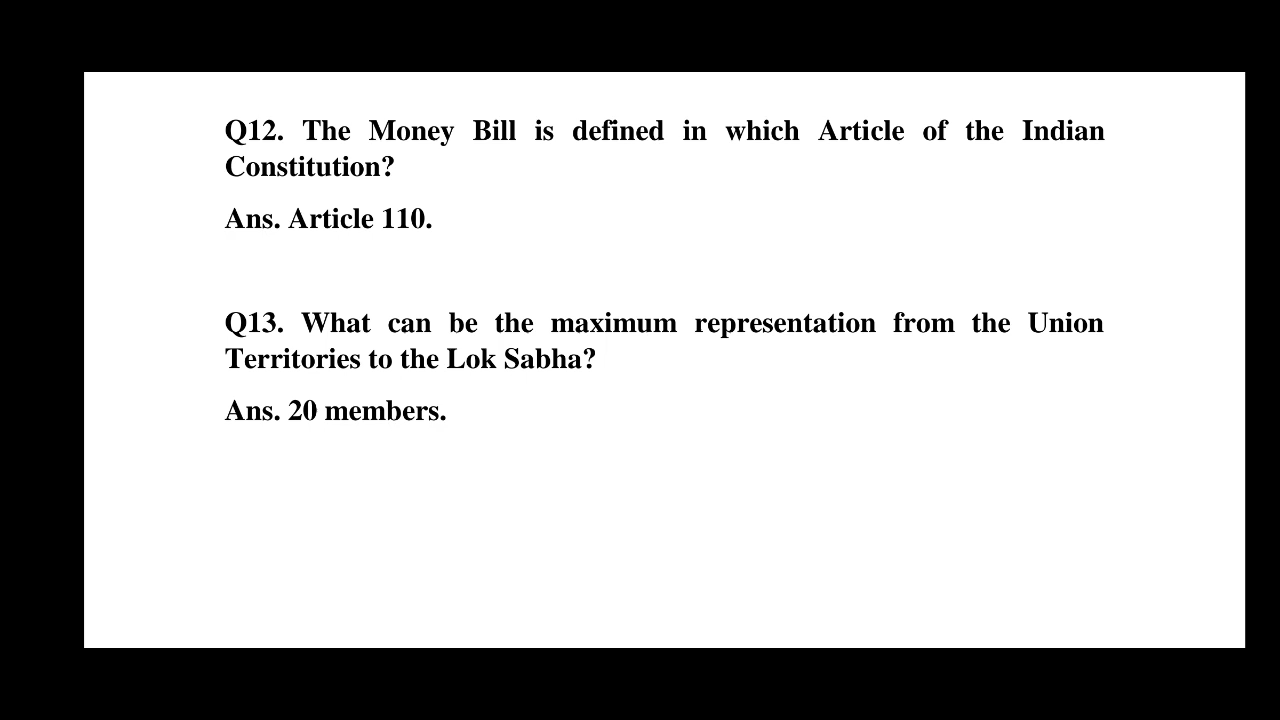 Q12. The Money Bill is defined in which Article of the Indian
Constitution?
Ans. Article 110.
Q13. What can be the maximum representation from the Union
Territories to the Lok Sabha?
Ans. 20 members.